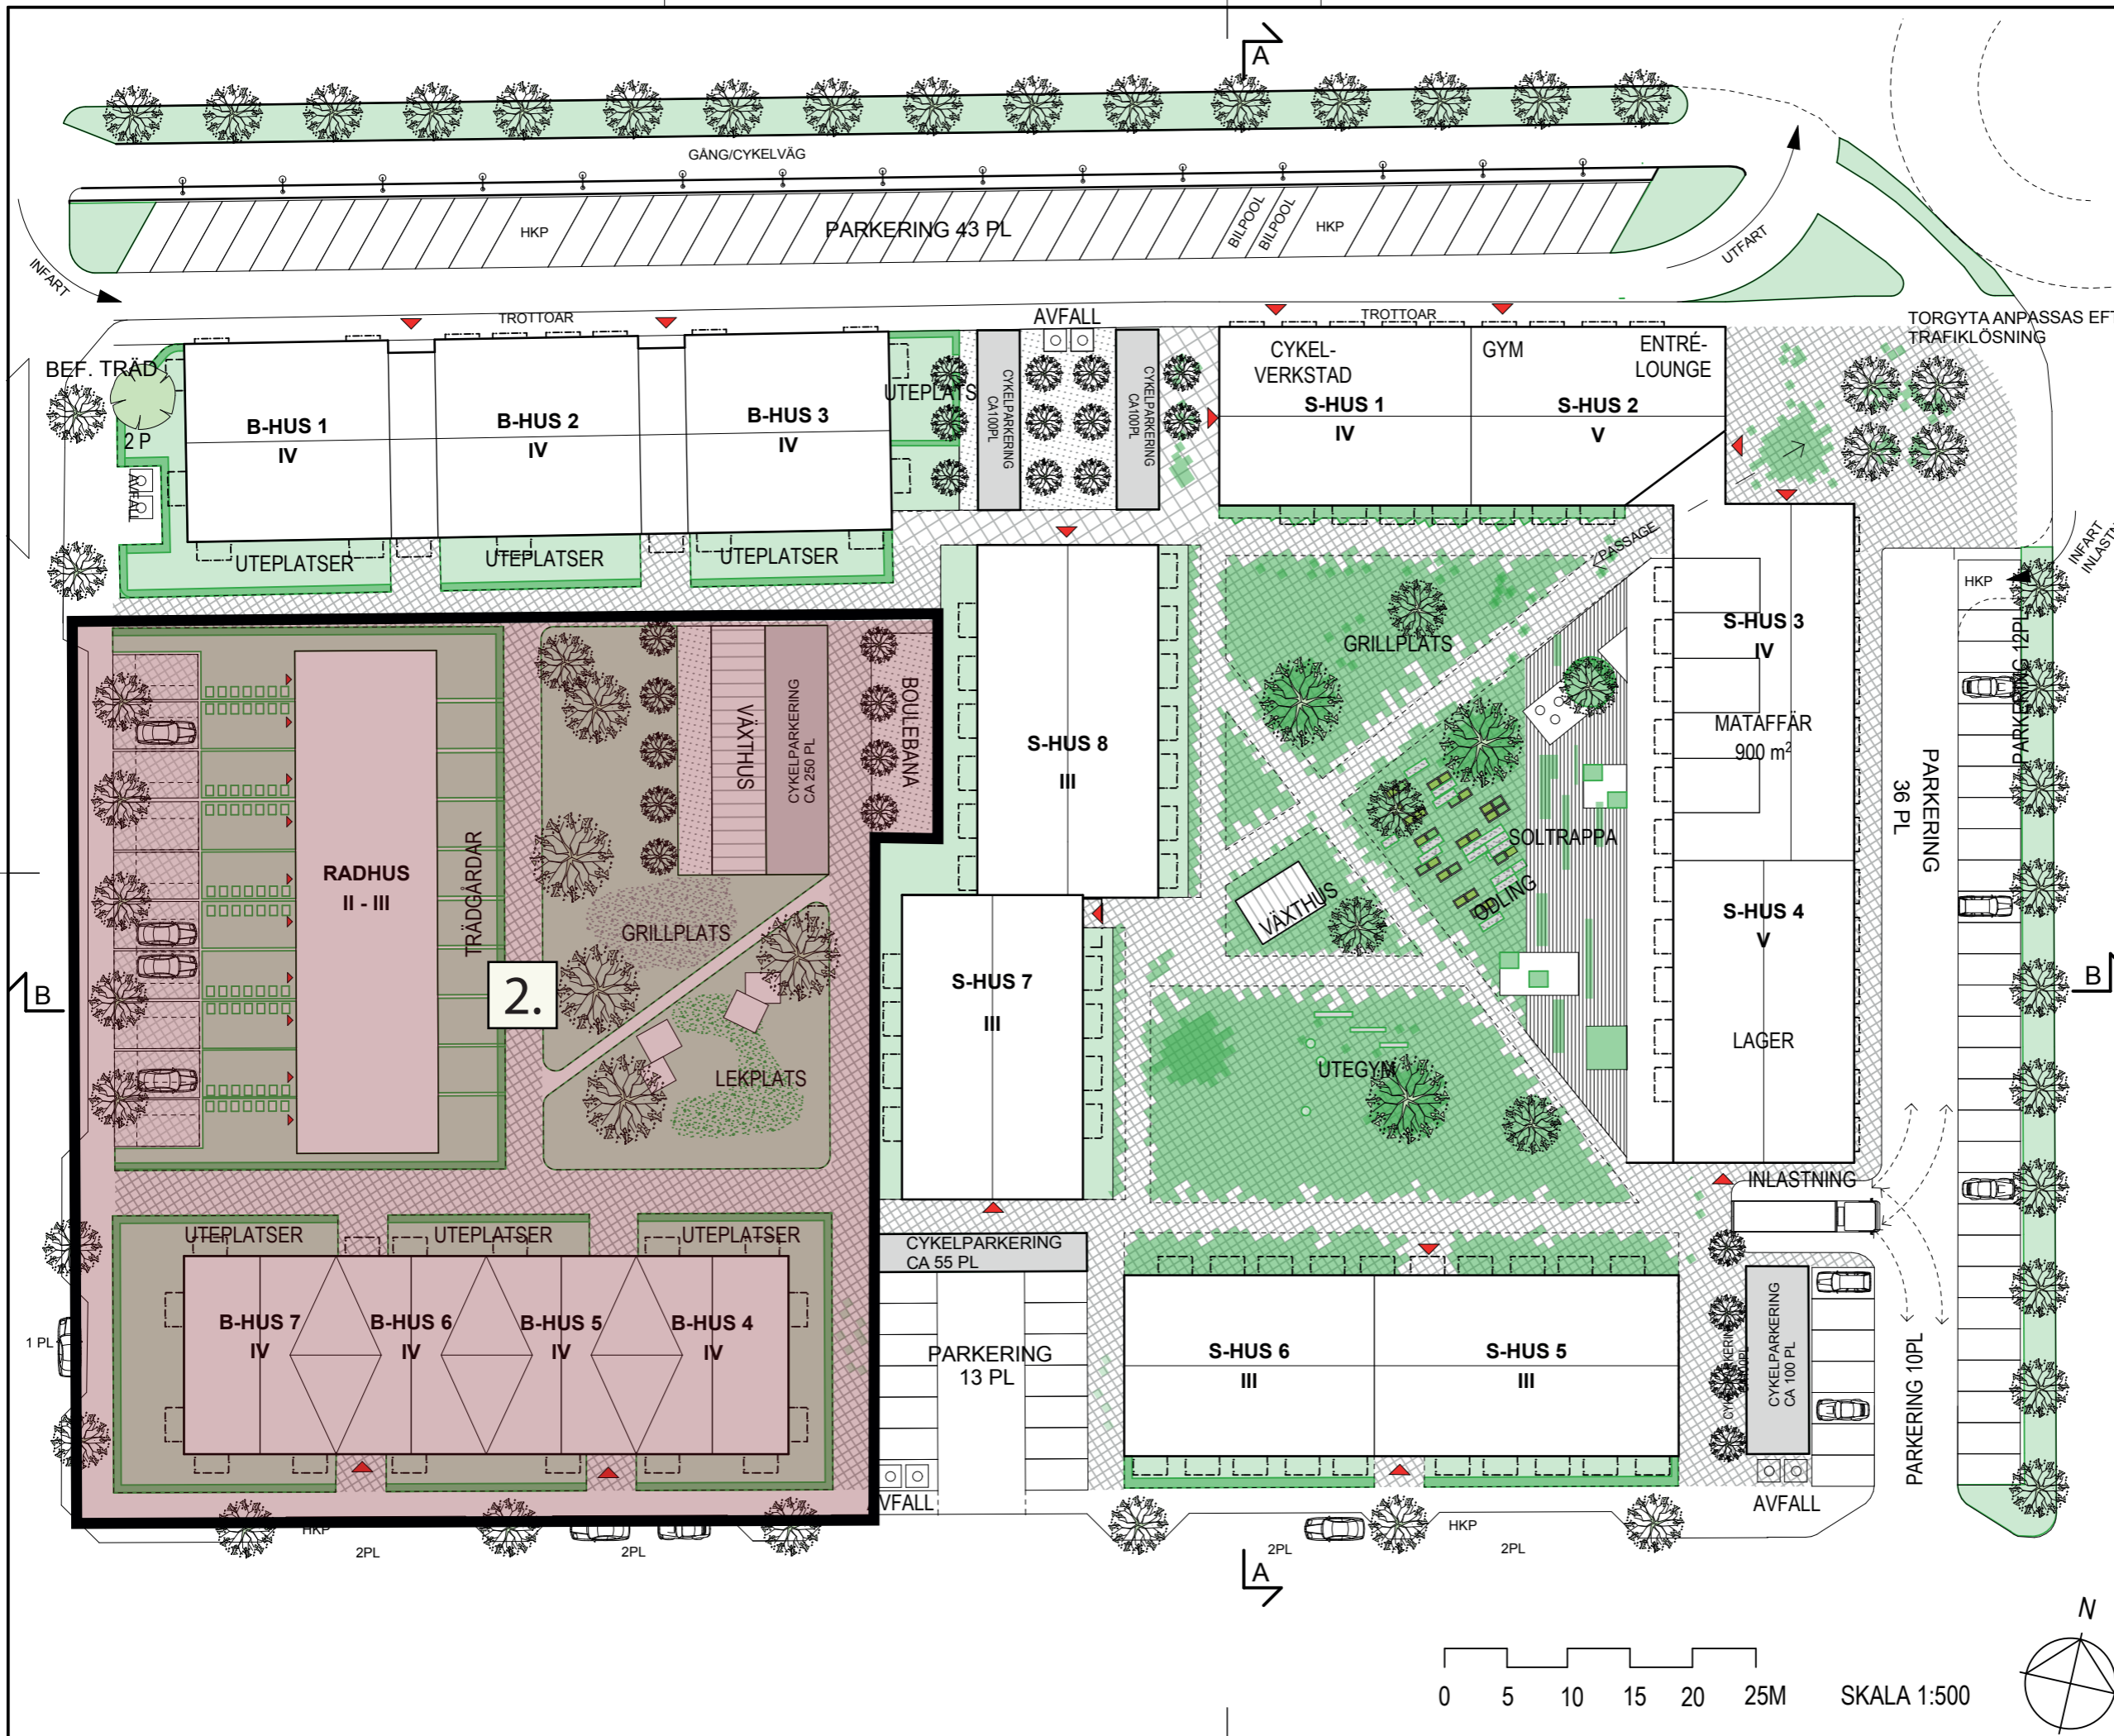 A
GÅNG/CYKELVÄG
HKP
PARKERING 43 PL
BILPOOL
BILPOOL
HKP
INFART
UTFART
TROTTOAR
AVFALL
TROTTOAR
TORGYTA ANPASSAS EFT
TRAFIKLÖSNING
BEF. TRÄD
2 P
AVFALL
B-HUS 1
IV
B-HUS 2
IV
B-HUS 3
IV
UTEPLATS
CYKELPARKERING
CA100PL
CYKELPARKERING
CA100PL
CYKEL-
VERKSTAD
S-HUS 1
IV
GYM
ENTRÉ-
LOUNGE
S-HUS 2
V
UTEPLATSER
UTEPLATSER
UTEPLATSER
PASSAGE
INFART
HKP
PARKERING 12PL
RADHUS
II - III
TRÄDGÅRDAR
VÄXTHUS
CYKELPARKERING
CA 250 PL
BOULEBANA
S-HUS 8
III
GRILLPLATS
S-HUS 3
IV
MATAFFÄR
900 m²
PARKERING
36 PL
SOLTRAPPA
ODLING
VÄXTHUS
GRILLPLATS
2.
LEKPLATS
S-HUS 7
III
S-HUS 4
V
LAGER
UTEGYM
B
B
INLASTNING
UTEPLATSER
UTEPLATSER
UTEPLATSER
CYKELPARKERING
CA 55 PL
B-HUS 7
IV
B-HUS 6
IV
B-HUS 5
IV
B-HUS 4
IV
1 PL
PARKERING
13 PL
S-HUS 6
III
S-HUS 5
III
CYKELPARKERING
CA 100 PL
PARKERING 10PL
VFALL
AVFALL
HKP
2PL
2PL
2PL
HKP
2PL
A
N
0 5 10 15 20 25M
SKALA 1:500